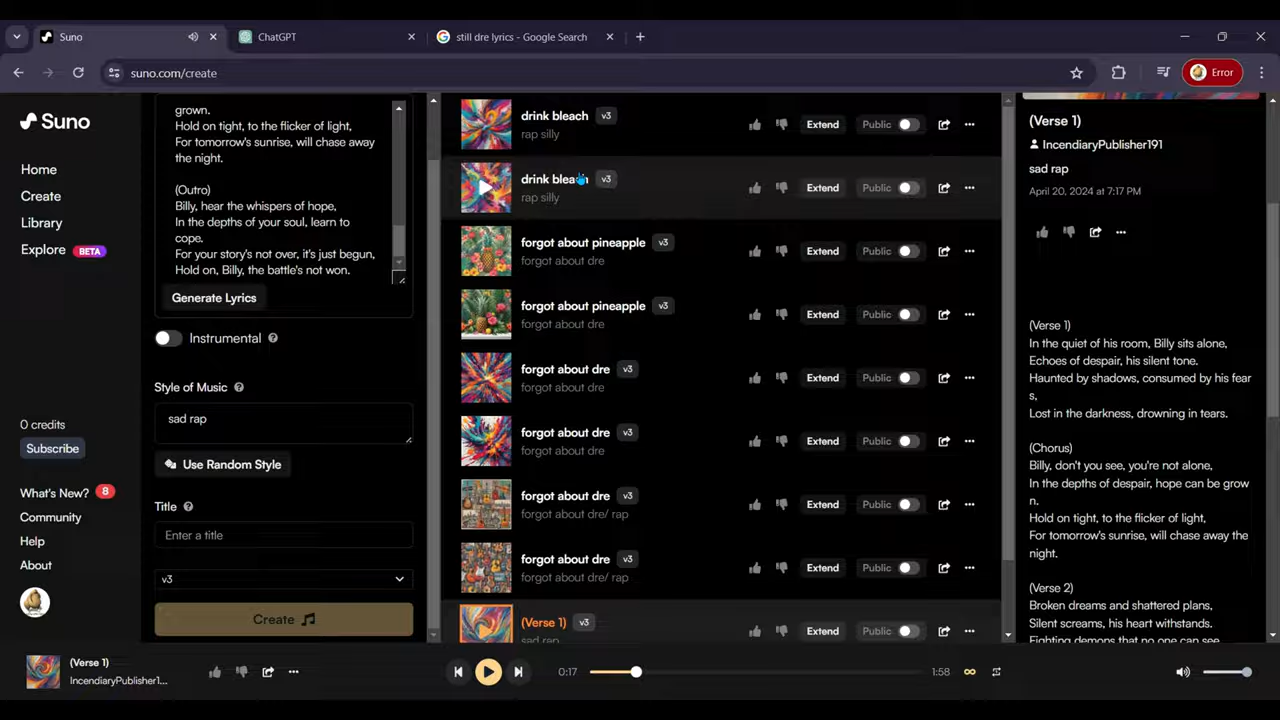 Suno
ChatGPT
still dre lyrics - Google Search
suno.com/create
Error
Suno
Home
Create
Library
Explore BETA
0 credits
Subscribe
What's New? 8
Community
Help
About
grown.
Hold on tight, to the flicker of light,
For tomorrow's sunrise, will chase away
the night.
(Outro)
Billy, hear the whispers of hope,
In the depths of your soul, learn to
cope.
For your story's not over, it's just begun,
Hold on, Billy, the battle's not won.
Generate Lyrics
Instrumental
Style of Music
sad rap
Use Random Style
Title
Enter a title
v3
Create
drink bleach v3
rap silly
Extend Public
drink bleach v3
rap silly
Extend Public
forgot about pineapple v3
forgot about dre
Extend Public
forgot about pineapple v3
forgot about dre
Extend Public
forgot about dre v3
forgot about dre
Extend Public
forgot about dre v3
forgot about dre
Extend Public
forgot about dre v3
forgot about dre/ rap
Extend Public
forgot about dre v3
forgot about dre/ rap
Extend Public
(Verse 1) v3
sad rap
Extend Public
(Verse 1)
IncendiaryPublisher191
sad rap
April 20, 2024 at 7:17 PM
(Verse 1)
In the quiet of his room, Billy sits alone,
Echoes of despair, his silent tone.
Haunted by shadows, consumed by his fear
s,
Lost in the darkness, drowning in tears.
(Chorus)
Billy, don't you see, you're not alone,
In the depths of despair, hope can be grow
n.
Hold on tight, to the flicker of light,
For tomorrow's sunrise, will chase away the
night.
(Verse 2)
Broken dreams and shattered plans,
Silent screams, his heart withstands.
Fighting demons that no one can see
(Verse 1)
IncendiaryPublisher1...
0:17
1:58